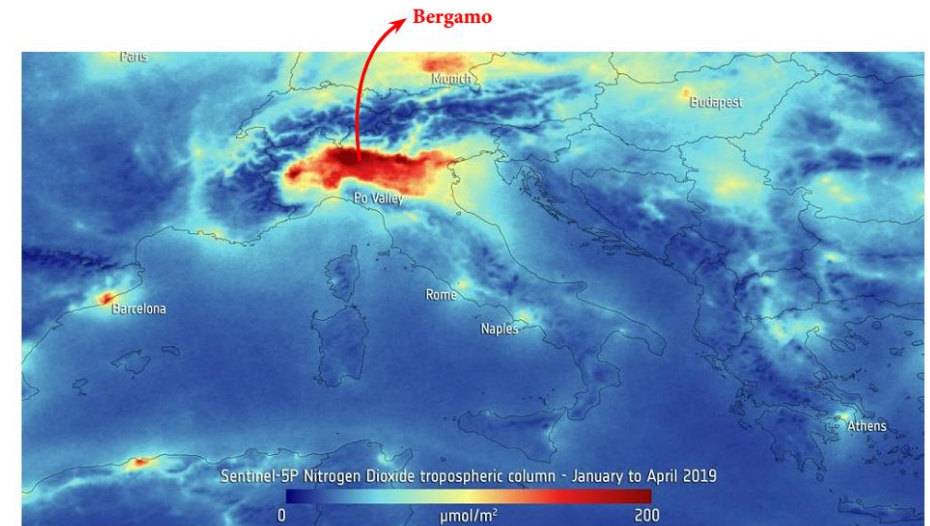 Bergamo
Paris
Munich
Budapest
Po Valley
Rome
Barcelona
Naples
Athens
Sentinel-5P Nitrogen Dioxide tropospheric column - January to April 2019
0 μmol/m² 200